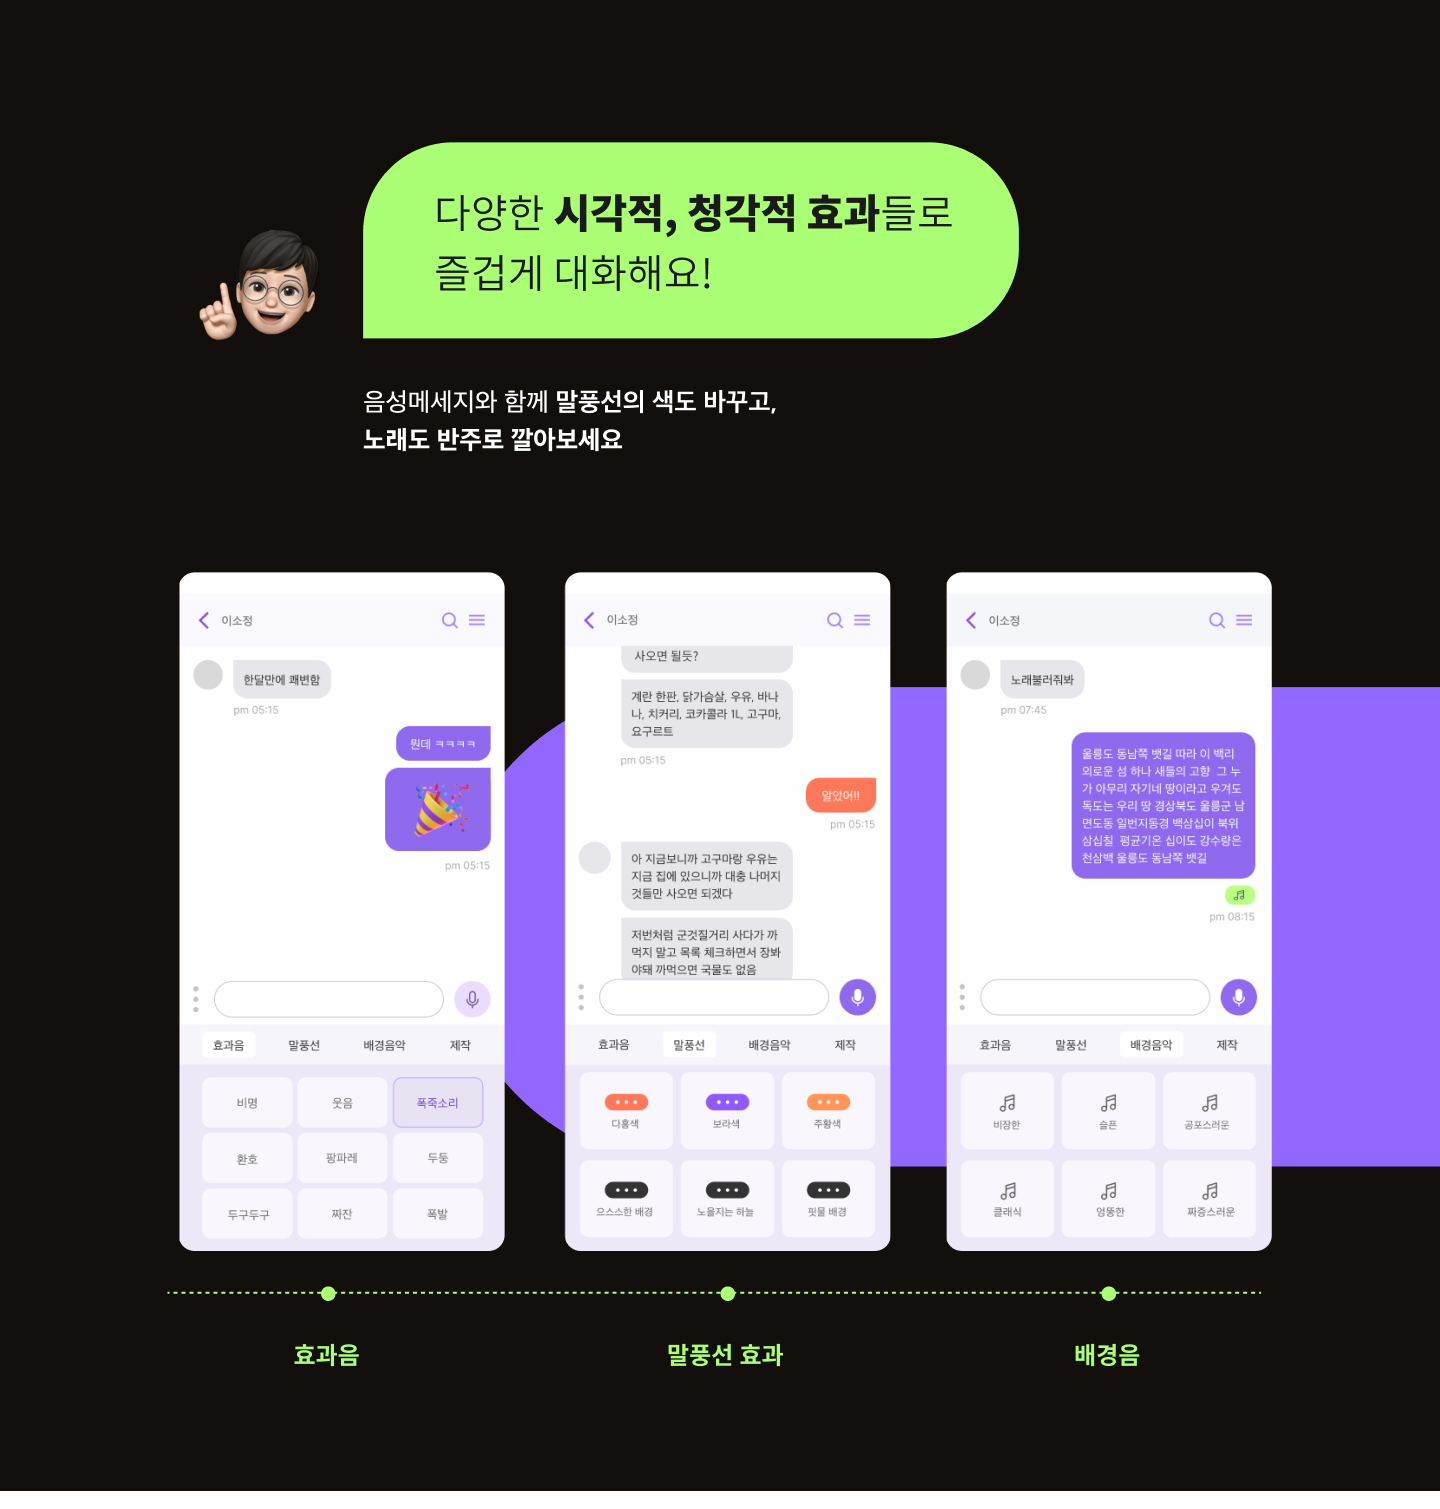 다양한 시각적, 청각적 효과들로
즐겁게 대화해요!
음성메세지와 함께 말풍선의 색도 바꾸고,
노래도 반주로 깔아보세요
이소정
한달만에 쾌변함
pm 05:15
뭔데 ㅋㅋㅋㅋ
pm 05:15
효과음 말풍선 배경음악 제작
비명 웃음 폭죽소리
환호 팡파레 두둥
두구두구 짜잔 폭발
이소정
사오면 될듯?
계란 한판, 닭가슴살, 우유, 바나
나, 치커리, 코카콜라 1L, 고구마,
요구르트
pm 05:15
알았어!!
pm 05:15
아 지금보니까 고구마랑 우유는
지금 집에 있으니까 대충 나머지
것들만 사오면 되겠다
저번처럼 군것질거리 사다가 까
먹지 말고 목록 체크하면서 장봐
야돼 까먹으면 국물도 없음
효과음 말풍선 배경음악 제작
다홍색 보라색 주황색
으스스한 배경 노을지는 하늘 핏물 배경
이소정
노래불러줘봐
pm 07:45
울릉도 동남쪽 뱃길 따라 이 백리
외로운 섬 하나 새들의 고향 그 누
가 아무리 자기네 땅이라고 우겨도
독도는 우리 땅 경상북도 울릉군 남
면도동 일번지동경 백삼십이 북위
삼십칠 평균기온 십이도 강수량은
천삼백 울릉도 동남쪽 뱃길
pm 08:15
효과음 말풍선 배경음악 제작
비장한 슬픈 공포스러운
클래식 엉뚱한 짜증스러운
효과음
말풍선 효과
배경음